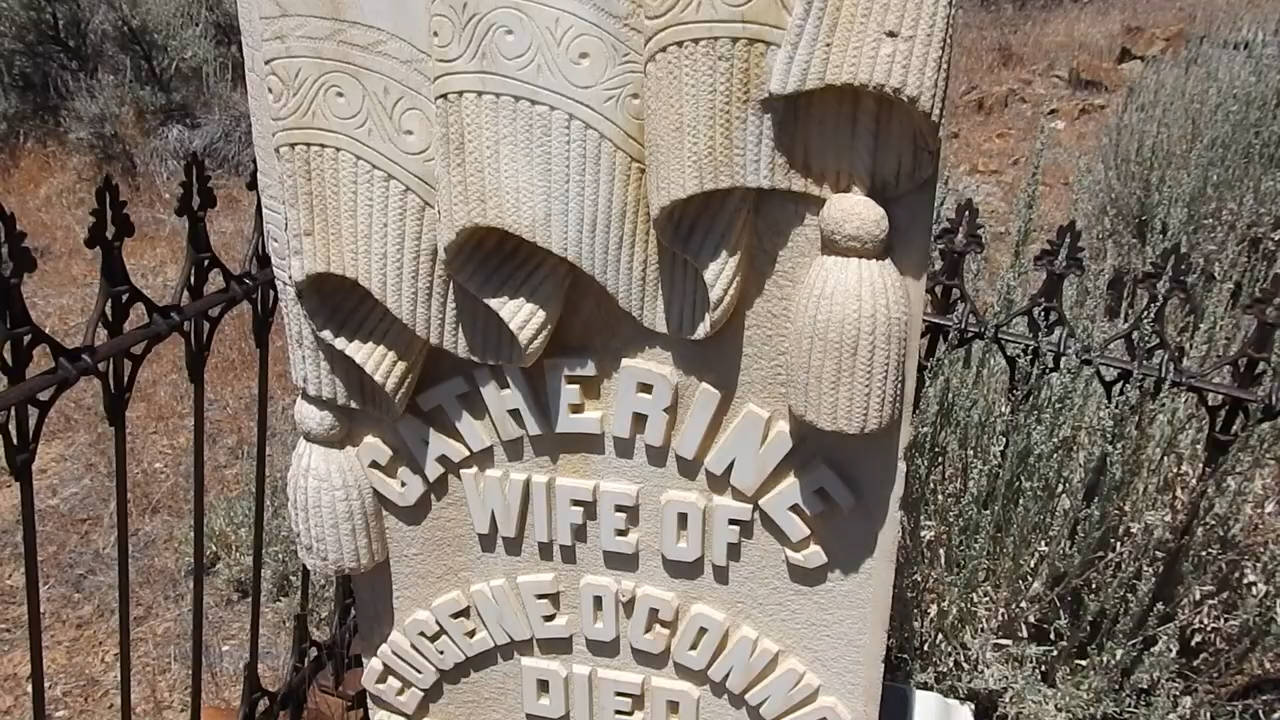 CATHERINE,
WIFE OF
EUGENE O'CONNO
DIED